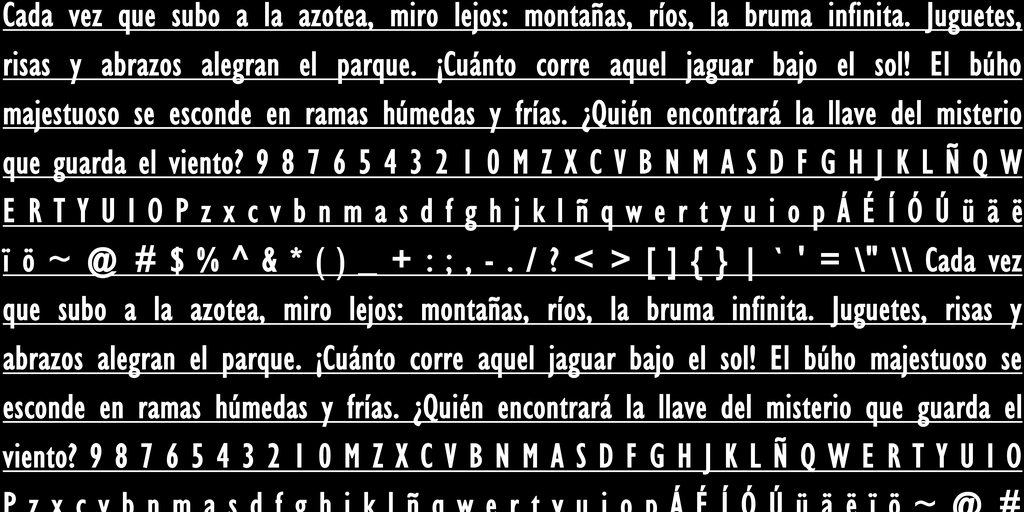 Cada vez que subo a la azotea, miro lejos: montañas, ríos, la bruma infinita. Juguetes,
risas y abrazos alegran el parque. ¡Cuánto corre aquel jaguar bajo el sol! El búho
majestuoso se esconde en ramas húmedas y frías. ¿Quién encontrará la llave del misterio
que guarda el viento? 9 8 7 6 5 4 3 2 1 0 M Z X C V B N M A S D F G H J K L Ñ Q W
E R T Y U I O P z x c v b n m a s d f g h j k l ñ q w e r t y u i o p Á É Í Ó Ú ü ä ë
ï ö ~ @ # $ % ^ & * ( ) _ + : ; , - . / ? < > [ ] { } | ` ' = \" \\ Cada vez
que subo a la azotea, miro lejos: montañas, ríos, la bruma infinita. Juguetes, risas y
abrazos alegran el parque. ¡Cuánto corre aquel jaguar bajo el sol! El búho majestuoso se
esconde en ramas húmedas y frías. ¿Quién encontrará la llave del misterio que guarda el
viento? 9 8 7 6 5 4 3 2 1 0 M Z X C V B N M A S D F G H J K L Ñ Q W E R T Y U I O
P z x c v b n m a s d f g h j k l ñ q w e r t y u i o p Á É Í Ó Ú ü ä ë ï ö ~ @ #